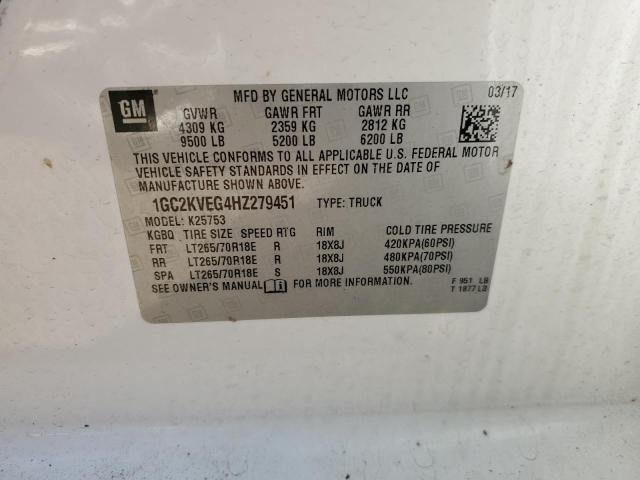 GM
MFD BY GENERAL MOTORS LLC 03/17
GVWR GAWR FRT GAWR RR
4309 KG 2359 KG 2812 KG
9500 LB 5200 LB 6200 LB
THIS VEHICLE CONFORMS TO ALL APPLICABLE U.S. FEDERAL MOTOR
VEHICLE SAFETY STANDARDS IN EFFECT ON THE DATE OF
MANUFACTURE SHOWN ABOVE.
1GC2KVEG4HZ279451 TYPE: TRUCK
MODEL: K25753
KGBQ TIRE SIZE SPEED RTG RIM COLD TIRE PRESSURE
FRT LT265/70R18E R 18X8J 420KPA(60PSI)
RR LT265/70R18E R 18X8J 480KPA(70PSI)
SPA LT265/70R18E S 18X8J 550KPA(80PSI)
SEE OWNER'S MANUAL FOR MORE INFORMATION.
F 951 LB
T 1877 LB